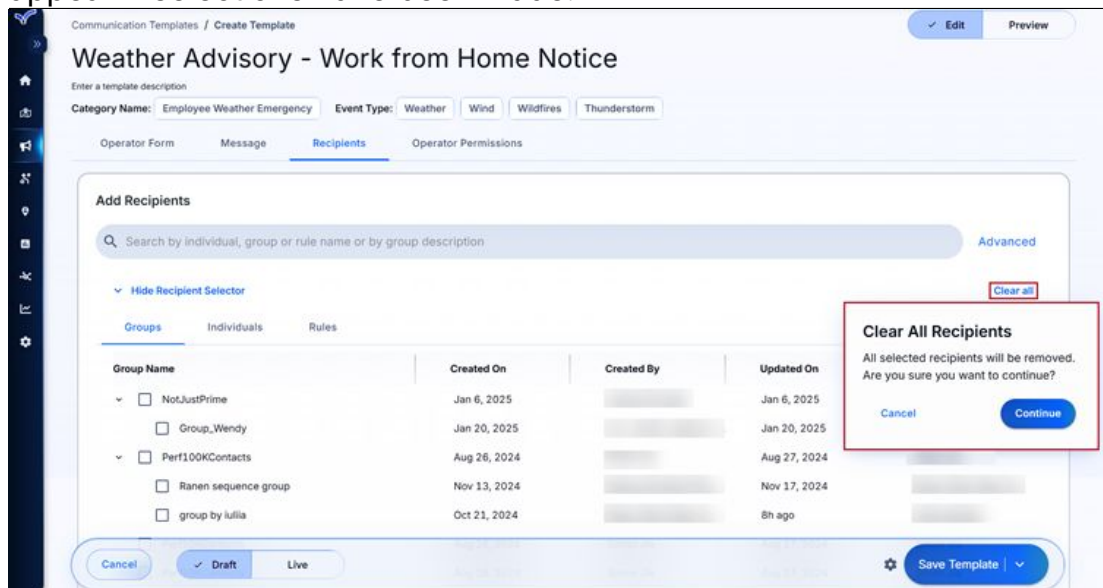 Communication Templates / Create Template
Edit Preview
Weather Advisory - Work from Home Notice
Enter a template description
Category Name: Employee Weather Emergency Event Type: Weather Wind Wildfires Thunderstorm
Operator Form Message Recipients Operator Permissions
Add Recipients
Search by individual, group or rule name or by group description
Advanced
Hide Recipient Selector
Clear all
Groups Individuals Rules
Clear All Recipients
All selected recipients will be removed.
Are you sure you want to continue?
Cancel Continue
Group Name Created On Created By Updated On
NotJustPrime Jan 6, 2025 Jan 6, 2025
Group_Wendy Jan 20, 2025 Jan 20, 2025
Perf100KContacts Aug 26, 2024 Aug 27, 2024
Ranen sequence group Nov 13, 2024 Nov 17, 2024
group by iuliia Oct 21, 2024 8h ago
Cancel Draft Live Save Template